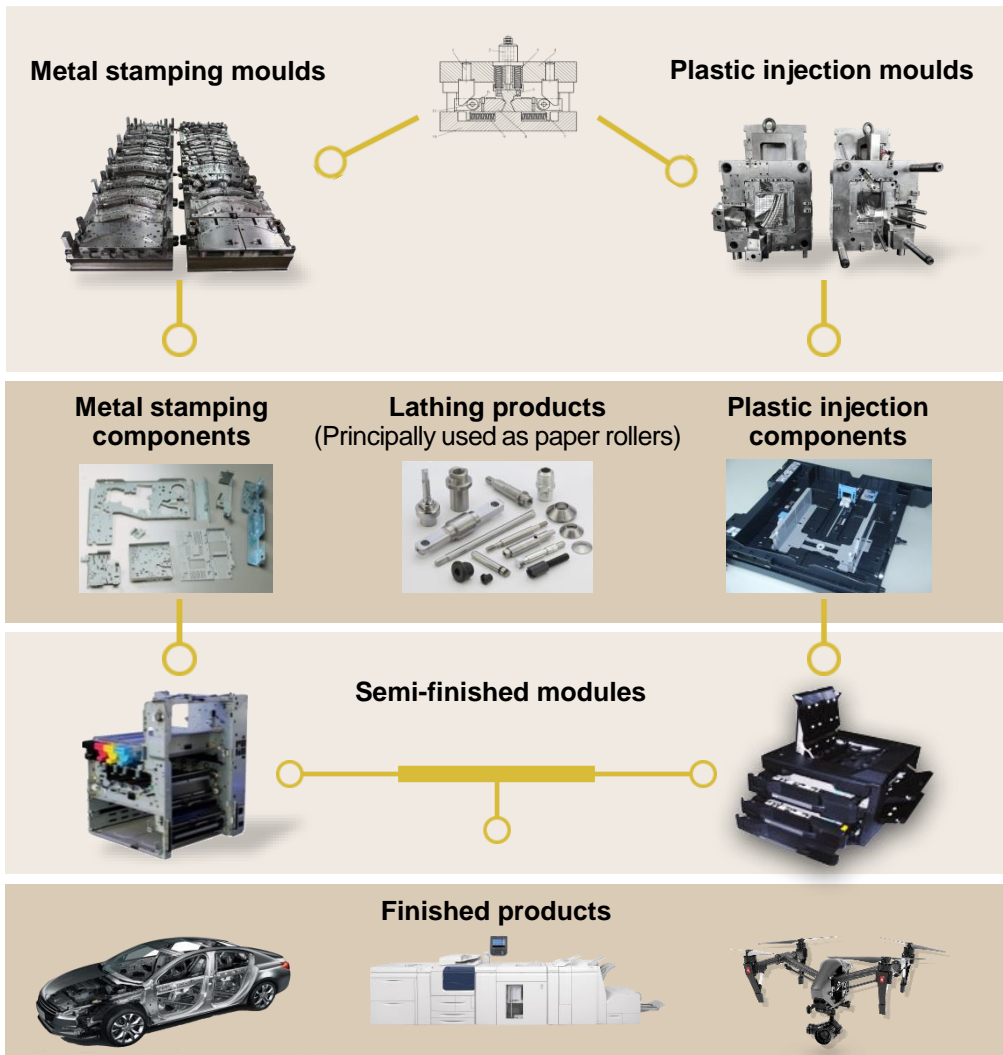 Metal stamping moulds
Plastic injection moulds
Metal stamping
components
Lathing products
(Principally used as paper rollers)
Plastic injection
components
Semi-finished modules
Finished products